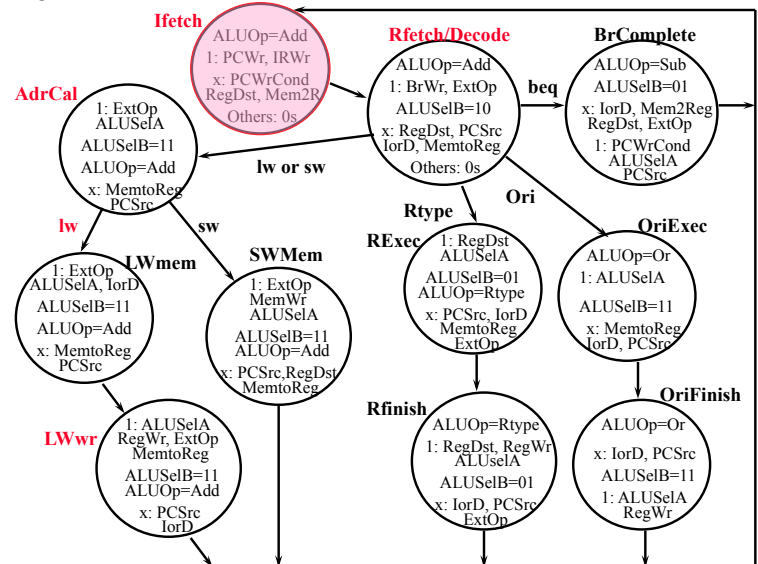 Ifetch
ALUOp=Add
1: PCWr, IRWr
x: PCWrCond
RegDst, Mem2R
Others: 0s
Rfetch/Decode
ALUOp=Add
1: BrWr, ExtOp
ALUSelB=10
x: RegDst, PCSrc
IorD, MemtoReg
Others: 0s
BrComplete
ALUOp=Sub
ALUSelB=01
x: IorD, Mem2Reg
RegDst, ExtOp
1: PCWrCond
ALUSelA
PCSrc
beq
AdrCal
1: ExtOp
ALUSelA
ALUSelB=11
ALUOp=Add
x: MemtoReg
PCSrc
lw or sw
Ori
Rtype
lw
sw
LWmem
1: ExtOp
ALUSelA, IorD
ALUSelB=11
ALUOp=Add
x: MemtoReg
PCSrc
SWMem
1: ExtOp
MemWr
ALUSelA
ALUSelB=11
ALUOp=Add
x: PCSrc,RegDst
MemtoReg
RExec
1: RegDst
ALUSelA
ALUSelB=01
ALUOp=Rtype
x: PCSrc, IorD
MemtoReg
ExtOp
OriExec
ALUOp=Or
1: ALUSelA
ALUSelB=11
x: MemtoReg
IorD, PCSrc
LWwr
1: ALUSelA
RegWr, ExtOp
MemtoReg
ALUSelB=11
ALUOp=Add
x: PCSrc
IorD
Rfinish
ALUOp=Rtype
1: RegDst, RegWr
ALUselA
ALUSelB=01
x: IorD, PCSrc
ExtOp
OriFinish
ALUOp=Or
x: IorD, PCSrc
ALUSelB=11
1: ALUSelA
RegWr